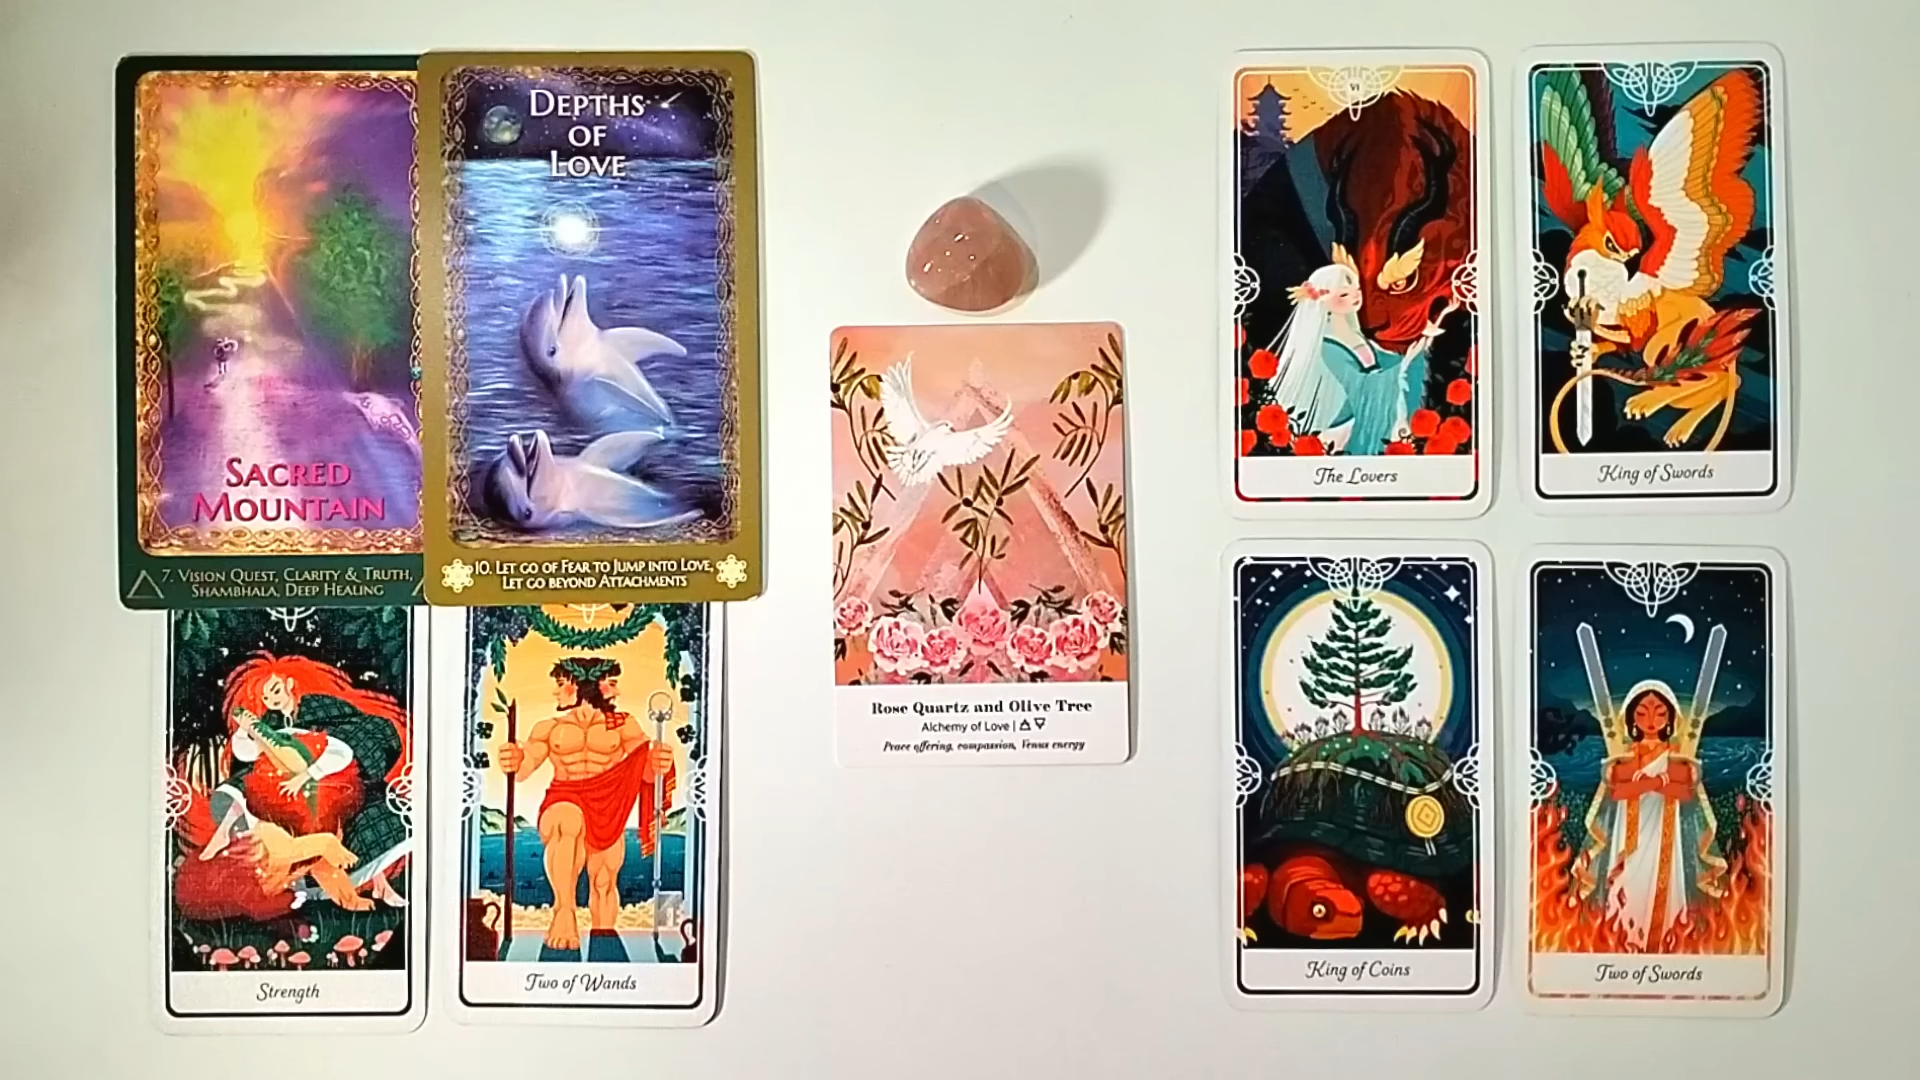 SACRED
MOUNTAIN
7. VISION QUEST, CLARITY & TRUTH,
SHAMBHALA, DEEP HEALING
DEPTHS
OF
LOVE
10. LET GO OF FEAR TO JUMP INTO LOVE,
LET GO BEYOND ATTACHMENTS
Strength
Two of Wands
Rose Quartz and Olive Tree
Alchemy of Love |
Peace offering, compassion, Venus energy
VI
The Lovers
King of Swords
King of Coins
Two of Swords